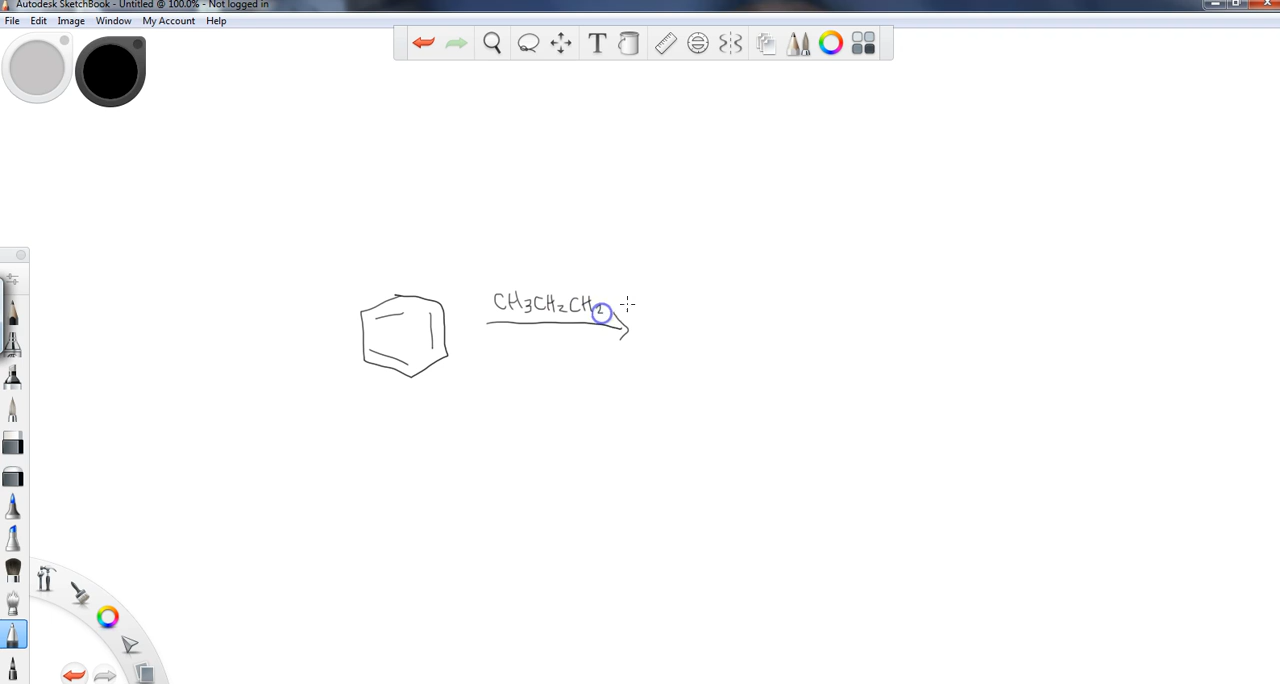 Autodesk SketchBook - Untitled @ 100.0% - Not logged in
File Edit Image Window My Account Help
T
CH₃CH₂CH₂